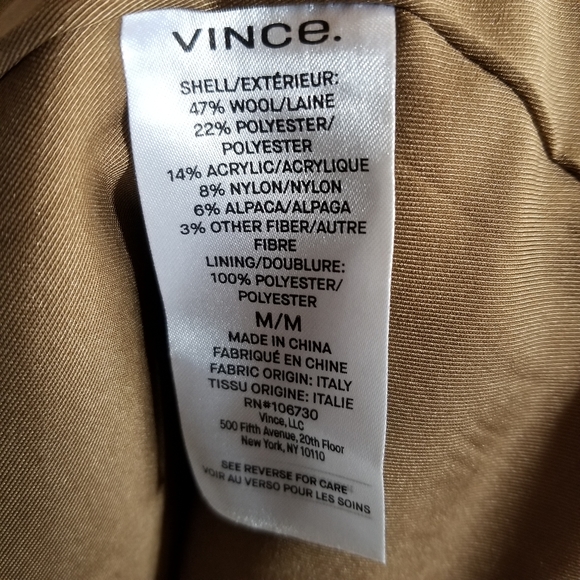 VINCe.
SHELL/EXTÉRIEUR:
47% WOOL/LAINE
22% POLYESTER/
POLYESTER
14% ACRYLIC/ACRYLIQUE
8% NYLON/NYLON
6% ALPACA/ALPAGA
3% OTHER FIBER/AUTRE
FIBRE
LINING/DOUBLURE:
100% POLYESTER/
POLYESTER
M/M
MADE IN CHINA
FABRIQUÉ EN CHINE
FABRIC ORIGIN: ITALY
TISSU ORIGINE: ITALIE
RN#106730
Vince, LLC
500 Fifth Avenue, 20th Floor
New York, NY 10110
SEE REVERSE FOR CARE
VOIR AU VERSO POUR LES SOINS